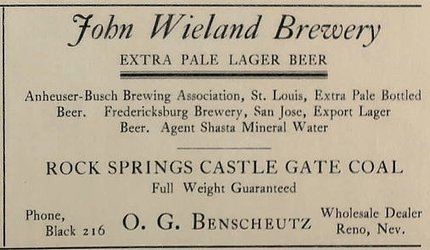 John Wieland Brewery
EXTRA PALE LAGER BEER
Anheuser-Busch Brewing Association, St. Louis, Extra Pale Bottled
Beer. Fredericksburg Brewery, San Jose, Export Lager
Beer. Agent Shasta Mineral Water
ROCK SPRINGS CASTLE GATE COAL
Full Weight Guaranteed
Phone,
Black 216
O. G. BENSCHEUTZ
Wholesale Dealer
Reno, Nev.